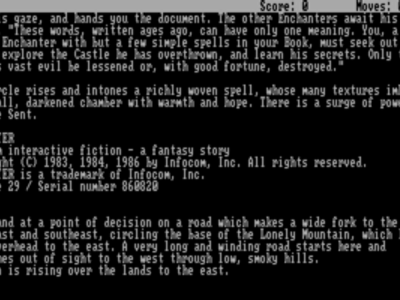 Score: 0 Moves:
s gaze, and hands you the document. The other Enchanters await his
"These words, written ages ago, can have only one meaning. You, a
Enchanter with but a few simple spells in your Book, must seek out
explore the Castle he has overthrown, and learn his secrets. Only
s vast evil be lessened or, with good fortune, destroyed."
rcle rises and intones a richly woven spell, whose many textures im
all, darkened chamber with warmth and hope. There is a surge of pow
e Sent.
TER
interactive fiction - a fantasy story
ght (C) 1983, 1984, 1986 by Infocom, Inc. All rights reserved.
TER is a trademark of Infocom, Inc.
e 29 / Serial number 860820
and at a point of decision on a road which makes a wide fork to the
ast and southeast, circling the base of the Lonely Mountain, which
verhead to the east. A very long and winding road starts here and
hes out of sight to the west through low, smoky hills.
n is rising over the lands to the east.